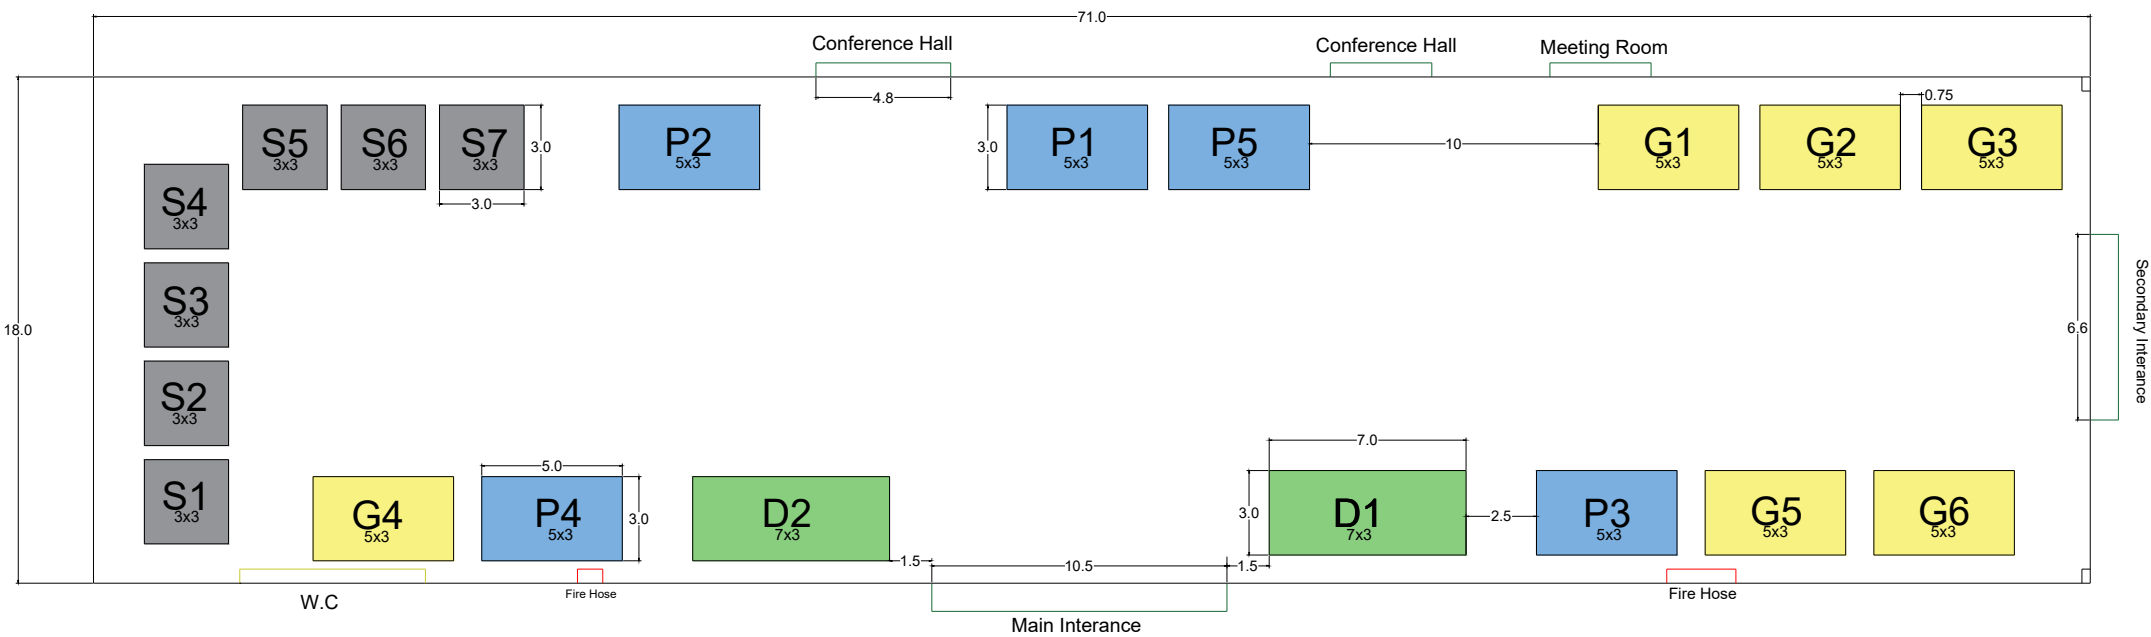 71.0
Conference Hall
Conference Hall
Meeting Room
4.8
0.75
S5
3x3
S6
3x3
S7
3x3
3.0
3.0
P2
5x3
3.0
P1
5x3
P5
5x3
10
G1
5x3
G2
5x3
G3
5x3
S4
3x3
S3
3x3
S2
3x3
S1
3x3
18.0
6.6
Secondary Interance
G4
5x3
5.0
P4
5x3
3.0
D2
7x3
1.5
10.5
1.5
7.0
3.0
D1
7x3
2.5
P3
5x3
G5
5x3
G6
5x3
W.C
Fire Hose
Main Interance
Fire Hose